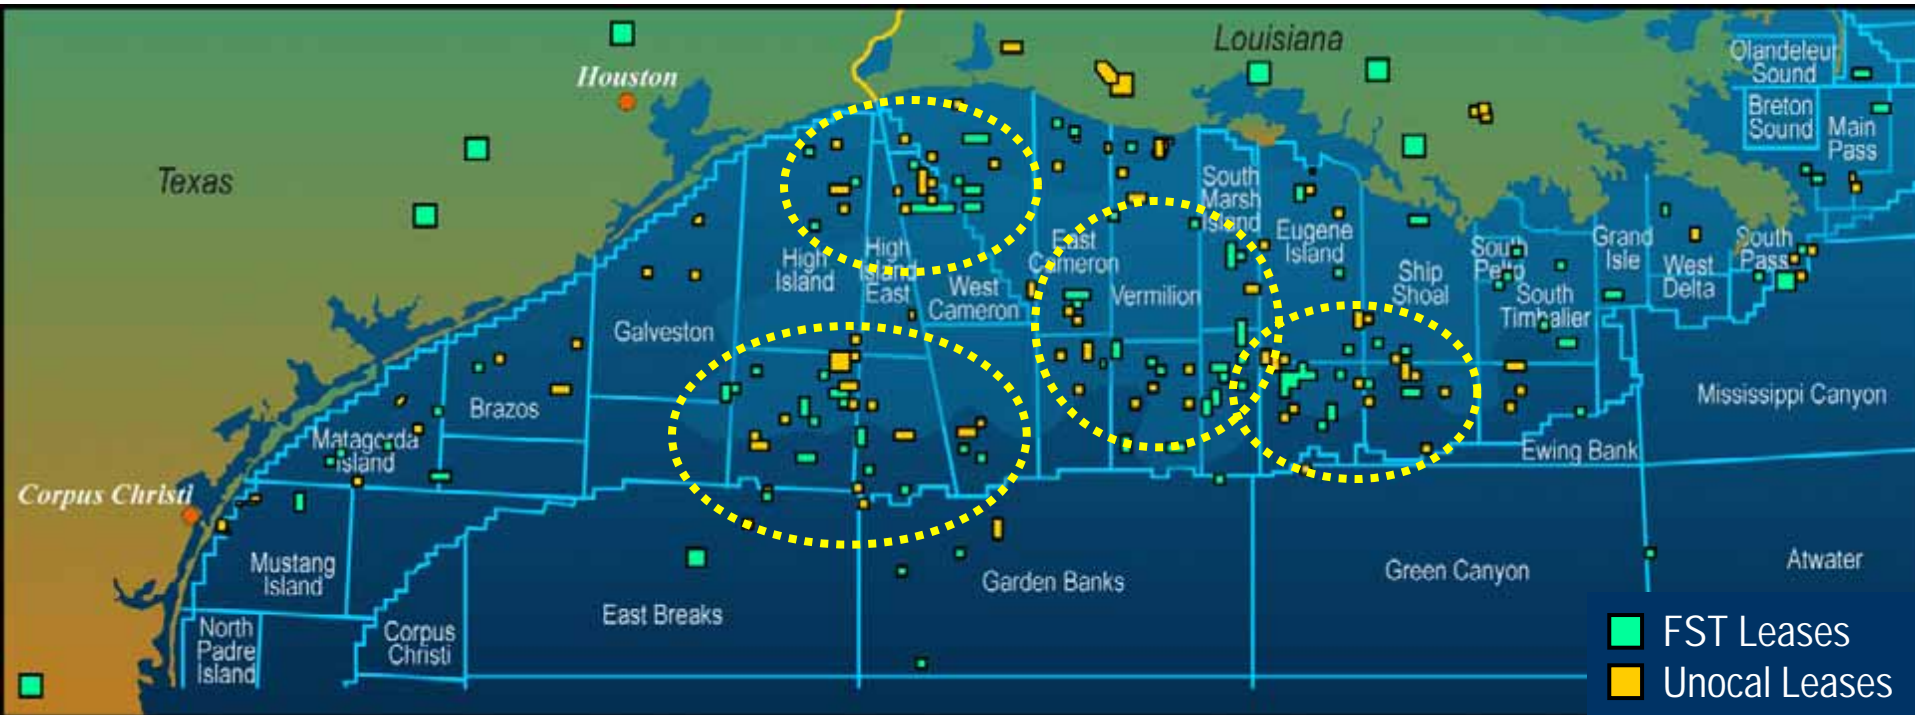 Louisiana
Houston
Texas
Corpus Christi
Olandeleur
Sound
Breton
Sound
Main
Pass
South
Marsh
Island
Eugene
Island
East
Cameron
Vermilion
High
Island
High
Island
East
West
Cameron
Galveston
Brazos
Matagorda
Island
Mustang
Island
North
Padre
Island
Corpus
Christi
East Breaks
Garden Banks
Green Canyon
Ship
Shoal
South
Pelto
South
Timbalier
Grand
Isle
West
Delta
South
Pass
Mississippi Canyon
Ewing Bank
Atwater
FST Leases
Unocal Leases